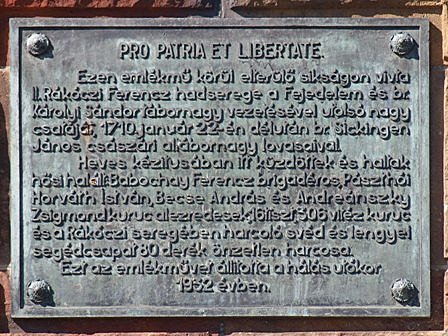 PRO PATRIA ET LIBERTATE.
Ezen emlékmű körül elterülő síkságon vívta
II. Rákóczi Ferencz hadserege a Fejedelem és br.
Károlyi Sándor tábornagy vezetésével utolsó nagy
csatáját, 1710. január 22-én délután br Sickingen
János császári altábornagy lovasaival.
Heves kézitusában itt küzdöttek és haltak
hősi halált: Babochay Ferencz brigadéros, Pászthói
Horváth István, Becse András és Andreánszky
Zsigmond kuruc alezredesek, 16 tiszt 306 vitéz kuruc
és a Rákóczi seregében harcoló svéd és lengyel
segédcsapat 80 derék önzetlen harcosa.
Ezt az emlékművet állította a hálás utókor
1932 évben.